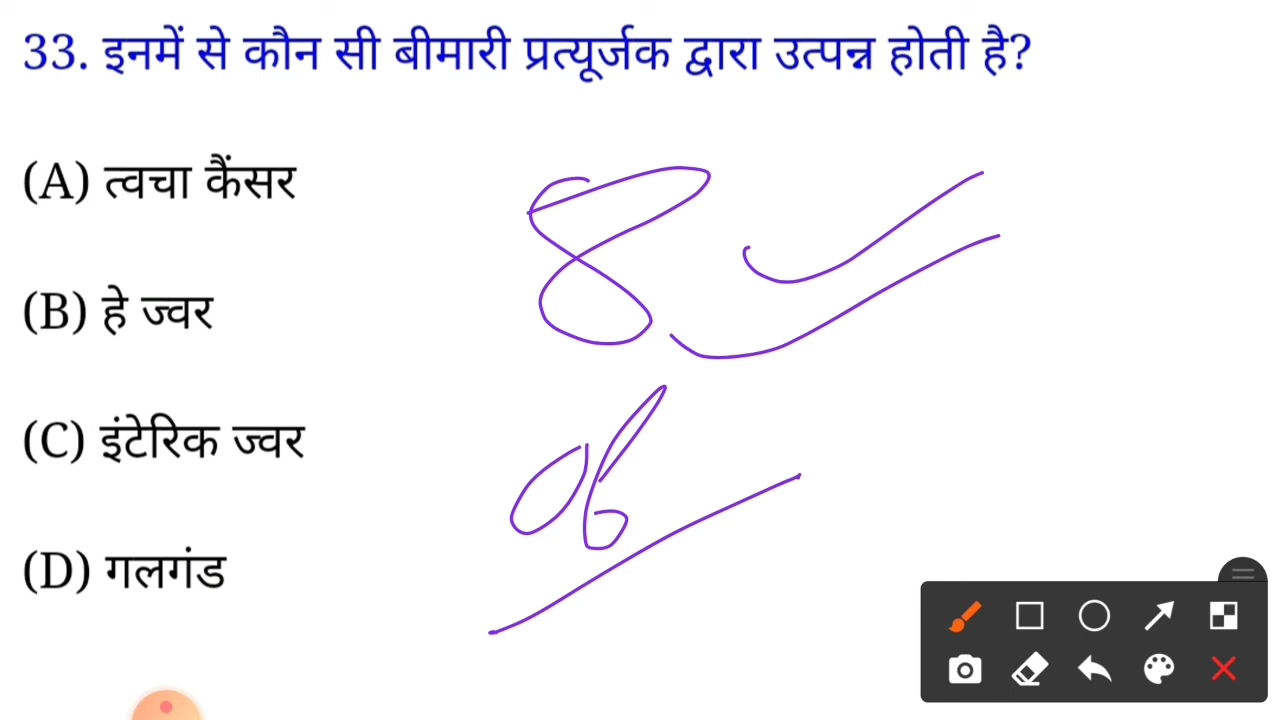 33. इनमें से कौन सी बीमारी प्रत्यूर्जक द्वारा उत्पन्न होती है?
(A) त्वचा कैंसर
(B) हे ज्वर
(C) इंटेरिक ज्वर
(D) गलगंड